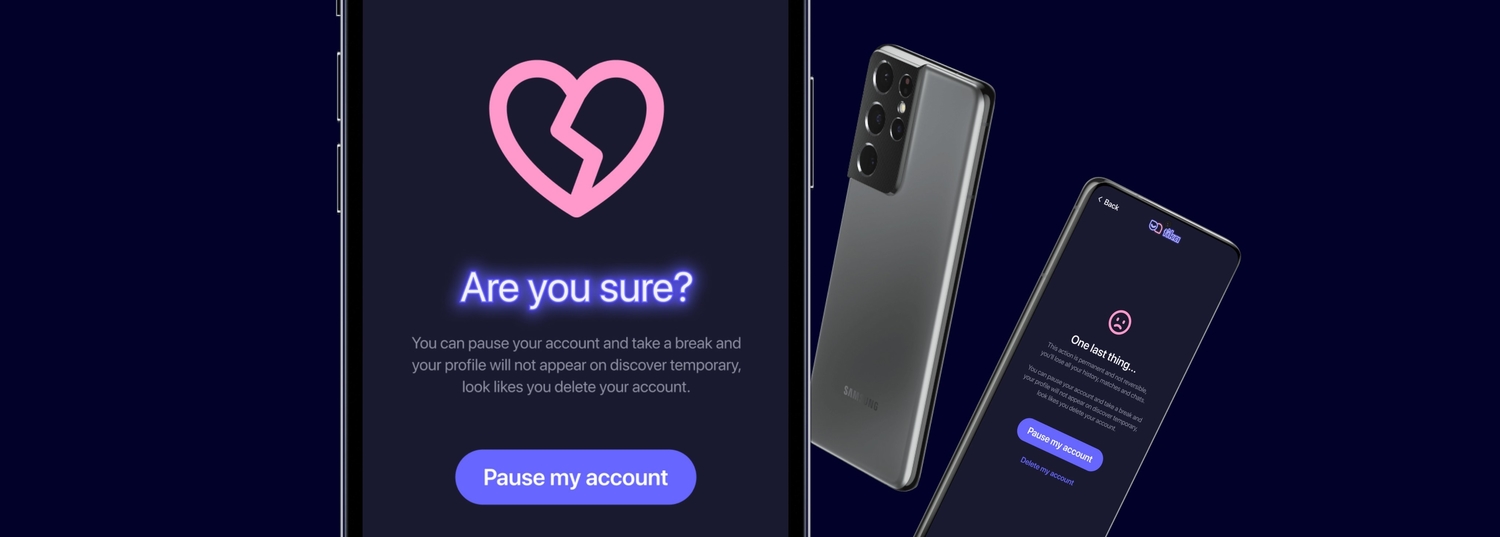 Are you sure?
You can pause your account and take a break and
your profile will not appear on discover temporary,
look likes you delete your account.
Pause my account
SAMSUNG
Back
One last thing...
This action is permanent and not reversible,
you'll lose all your history, matches and chats.
You can pause your account and take a break and
your profile will not appear on discover temporary,
look likes you delete your account.
Pause my account
Delete my account